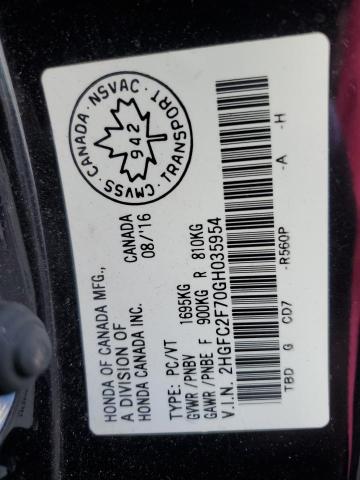 HONDA OF CANADA MFG.,
A DIVISION OF
HONDA CANADA INC.
CANADA
08/'16
TYPE: PC/VT
GVWR /PNBV 1695KG
GAWR /PNBE F 900KG R 810KG
V.I.N. 2HGFC2F70GH035954
TBD G CD7 -R560P -A -H
CANADA · NSVAC ·
CMVSS · TRANSPORT
942